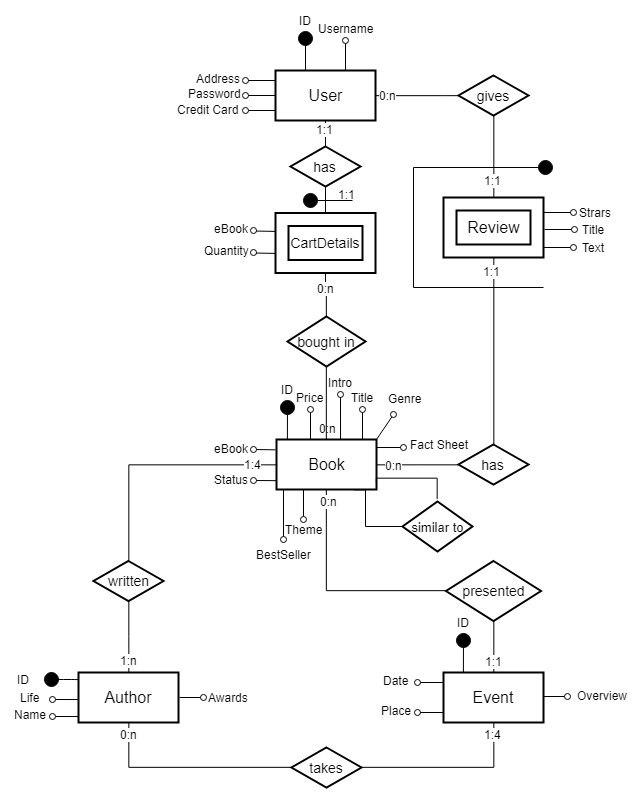 ID
Username
Address
Password
Credit Card
User
0:n
gives
1:1
has
1:1
1:1
eBook
Quantity
CartDetails
Review
Strars
Title
Text
0:n
1:1
bought in
ID
Price
Intro
Title
Genre
0:n
eBook
1:4
Status
Book
Fact Sheet
0:n
has
0:n
Theme
BestSeller
similar to
written
presented
ID
1:n
1:1
ID
Life
Name
Author
Awards
Date
Place
Event
Overview
0:n
1:4
takes